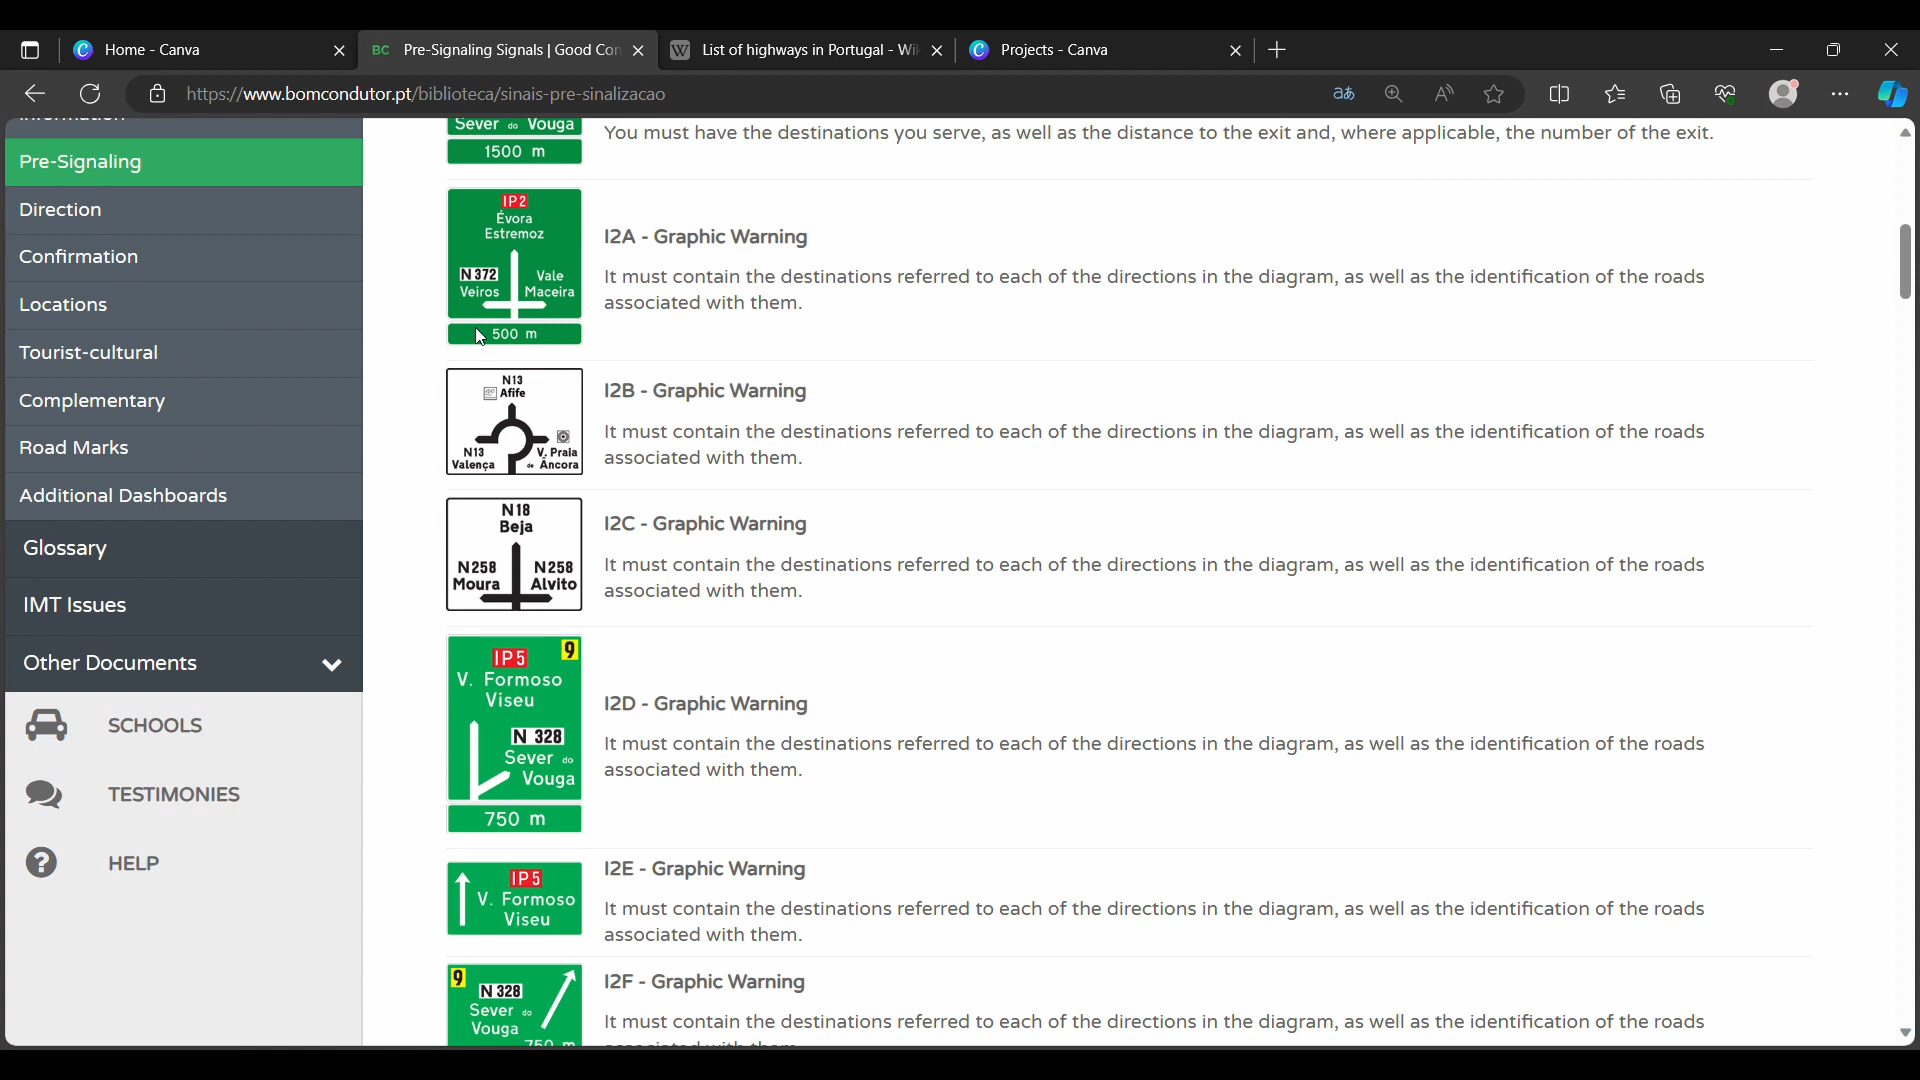 Home - Canva
BC Pre-Signaling Signals | Good Con
W List of highways in Portugal - Wi
Projects - Canva
https://www.bomcondutor.pt/biblioteca/sinais-pre-sinalizacao
Pre-Signaling
Direction
Confirmation
Locations
Tourist-cultural
Complementary
Road Marks
Additional Dashboards
Glossary
IMT Issues
Other Documents
SCHOOLS
TESTIMONIES
HELP
Sever do Vouga
1500 m
You must have the destinations you serve, as well as the distance to the exit and, where applicable, the number of the exit.
IP2
Évora
Estremoz
N372 Vale
Veiros Maceira
500 m
I2A - Graphic Warning
It must contain the destinations referred to each of the directions in the diagram, as well as the identification of the roads
associated with them.
N13
Afife
N13 V. Praia
Valença de Âncora
I2B - Graphic Warning
It must contain the destinations referred to each of the directions in the diagram, as well as the identification of the roads
associated with them.
N18
Beja
N258 N258
Moura Alvito
I2C - Graphic Warning
It must contain the destinations referred to each of the directions in the diagram, as well as the identification of the roads
associated with them.
9
IP5
V. Formoso
Viseu
N 328
Sever do
Vouga
750 m
I2D - Graphic Warning
It must contain the destinations referred to each of the directions in the diagram, as well as the identification of the roads
associated with them.
IP5
V. Formoso
Viseu
I2E - Graphic Warning
It must contain the destinations referred to each of the directions in the diagram, as well as the identification of the roads
associated with them.
9
N 328
Sever do
Vouga
750 m
I2F - Graphic Warning
It must contain the destinations referred to each of the directions in the diagram, as well as the identification of the roads